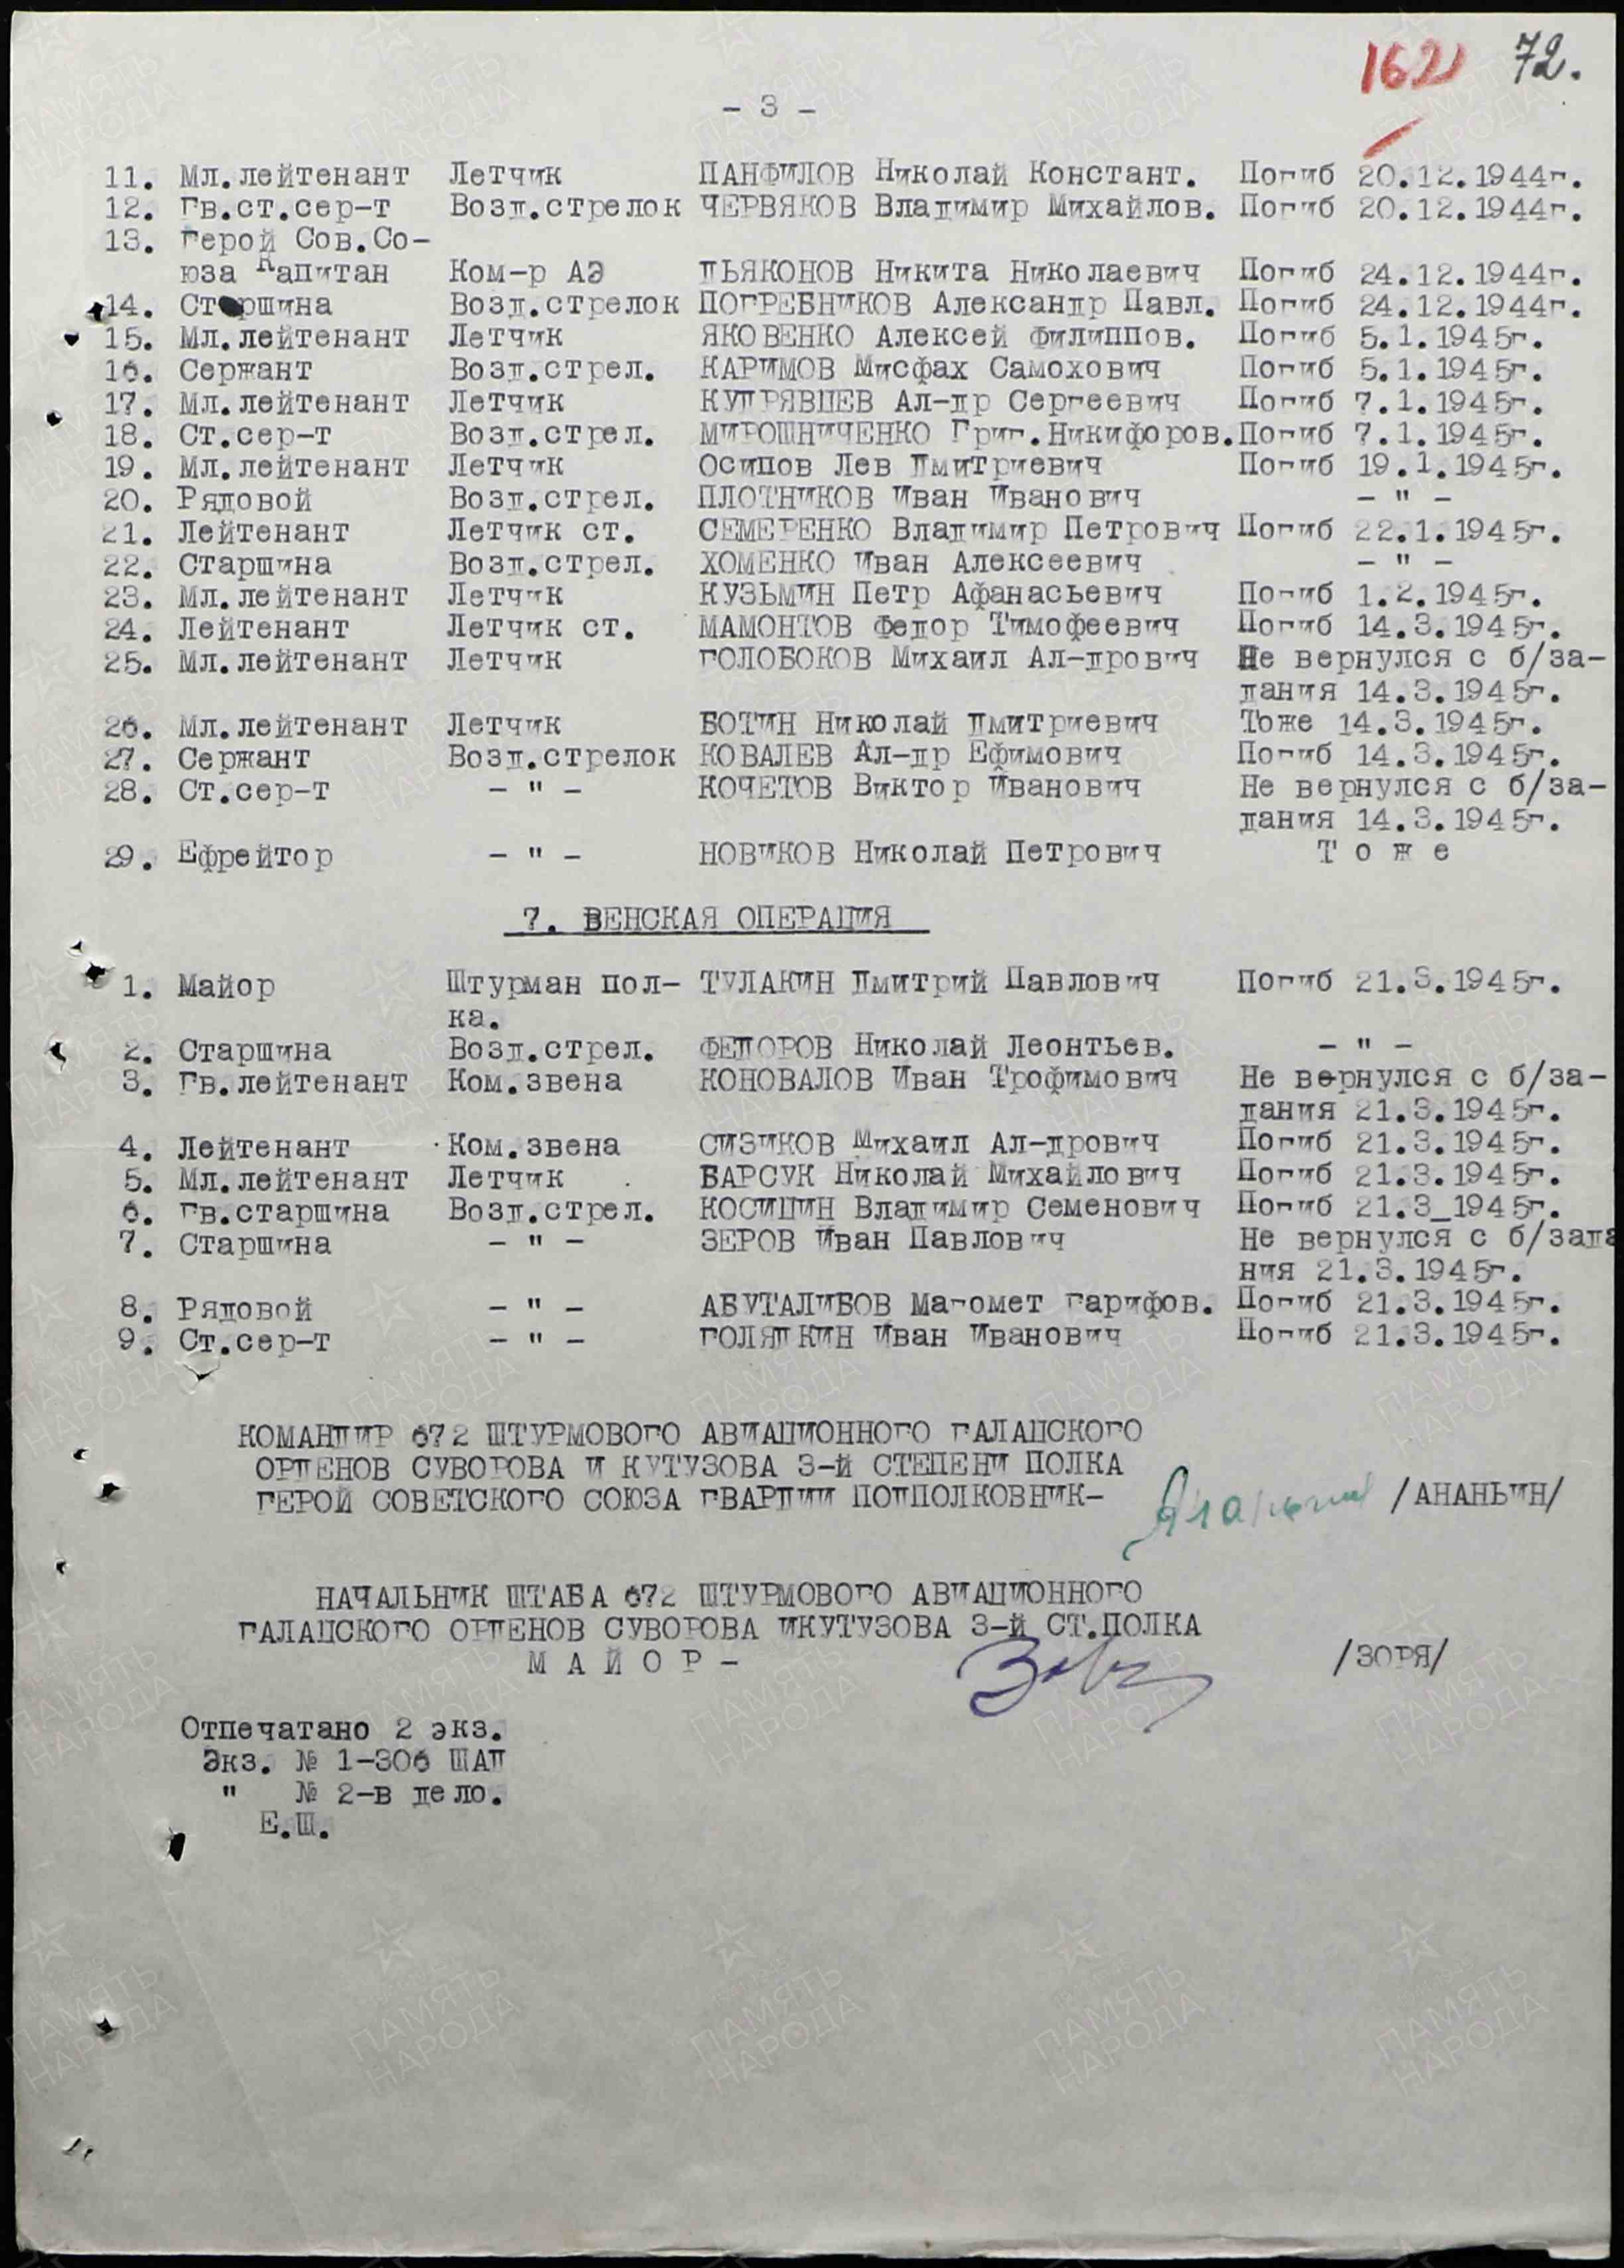 162 72.
- 3 -
11. Мл.лейтенант Летчик ПАНФИЛОВ Николай Констант. Погиб 20.12.1944г.
12. Гв.ст.сер-т Возд.стрелок ЧЕРВЯКОВ Владимир Михайлов. Погиб 20.12.1944г.
13. Герой Сов.Со-
юза Капитан Ком-р АЭ ДЬЯКОНОВ Никита Николаевич Погиб 24.12.1944г.
14. Старшина Возд.стрелок ПОГРЕБНИКОВ Александр Павл. Погиб 24.12.1944г.
15. Мл.лейтенант Летчик ЯКОВЕНКО Алексей Филиппов. Погиб 5.1.1945г.
16. Сержант Возд.стрел. КАРИМОВ Мисфах Самохович Погиб 5.1.1945г.
17. Мл.лейтенант Летчик КУДРЯВЦЕВ Ал-др Сергеевич Погиб 7.1.1945г.
18. Ст.сер-т Возд.стрел. МИРОШНИЧЕНКО Григ.Никифоров. Погиб 7.1.1945г.
19. Мл.лейтенант Летчик Осипов Лев Дмитриевич Погиб 19.1.1945г.
20. Рядовой Возд.стрел. ПЛОТНИКОВ Иван Иванович - " -
21. Лейтенант Летчик ст. СЕМЕРЕНКО Владимир Петрович Погиб 22.1.1945г.
22. Старшина Возд.стрел. ХОМЕНКО Иван Алексеевич - " -
23. Мл.лейтенант Летчик КУЗЬМИН Петр Афанасьевич Погиб 1.2.1945г.
24. Лейтенант Летчик ст. МАМОНТОВ Федор Тимофеевич Погиб 14.3.1945г.
25. Мл.лейтенант Летчик ГОЛОБОКОВ Михаил Ал-дрович Не вернулся с б/за-
дания 14.3.1945г.
26. Мл.лейтенант Летчик БОТИН Николай Дмитриевич Тоже 14.3.1945г.
27. Сержант Возд.стрелок КОВАЛЕВ Ал-др Ефимович Погиб 14.3.1945г.
28. Ст.сер-т - " - КОЧЕТОВ Виктор Иванович Не вернулся с б/за-
дания 14.3.1945г.
29. Ефрейтор - " - НОВИКОВ Николай Петрович Т о ж е
7. ВЕНСКАЯ ОПЕРАЦИЯ
1. Майор Штурман пол- ТУЛАКИН Дмитрий Павлович Погиб 21.3.1945г.
ка.
2. Старшина Возд.стрел. ФЕДОРОВ Николай Леонтьев. - " -
3. Гв.лейтенант Ком.звена КОНОВАЛОВ Иван Трофимович Не вернулся с б/за-
дания 21.3.1945г.
4. Лейтенант Ком.звена СИЗИКОВ Михаил Ал-дрович Погиб 21.3.1945г.
5. Мл.лейтенант Летчик БАРСУК Николай Михайлович Погиб 21.3.1945г.
6. Гв.старшина Возд.стрел. КОСИЦИН Владимир Семенович Погиб 21.3_1945г.
7. Старшина - " - ЗЕРОВ Иван Павлович Не вернулся с б/зада
ния 21.3.1945г.
8. Рядовой - " - АБУТАЛИБОВ Магомет Гарифов. Погиб 21.3.1945г.
9. Ст.сер-т - " - ГОЛЯДКИН Иван Иванович Погиб 21.3.1945г.
КОМАНДИР 672 ШТУРМОВОГО АВИАЦИОННОГО ГАЛАЦСКОГО
ОРДЕНОВ СУВОРОВА И КУТУЗОВА 3-й СТЕПЕНИ ПОЛКА
ГЕРОЙ СОВЕТСКОГО СОЮЗА ГВАРДИИ ПОДПОЛКОВНИК- Ананьин /АНАНЬИН/
НАЧАЛЬНИК ШТАБА 672 ШТУРМОВОГО АВИАЦИОННОГО
ГАЛАЦСКОГО ОРДЕНОВ СУВОРОВА ИКУТУЗОВА 3-й СТ.ПОЛКА
М А Й О Р - /ЗОРЯ/
Отпечатано 2 экз.
Экз. № 1-306 ШАД
" № 2-в дело.
Е.Ш.